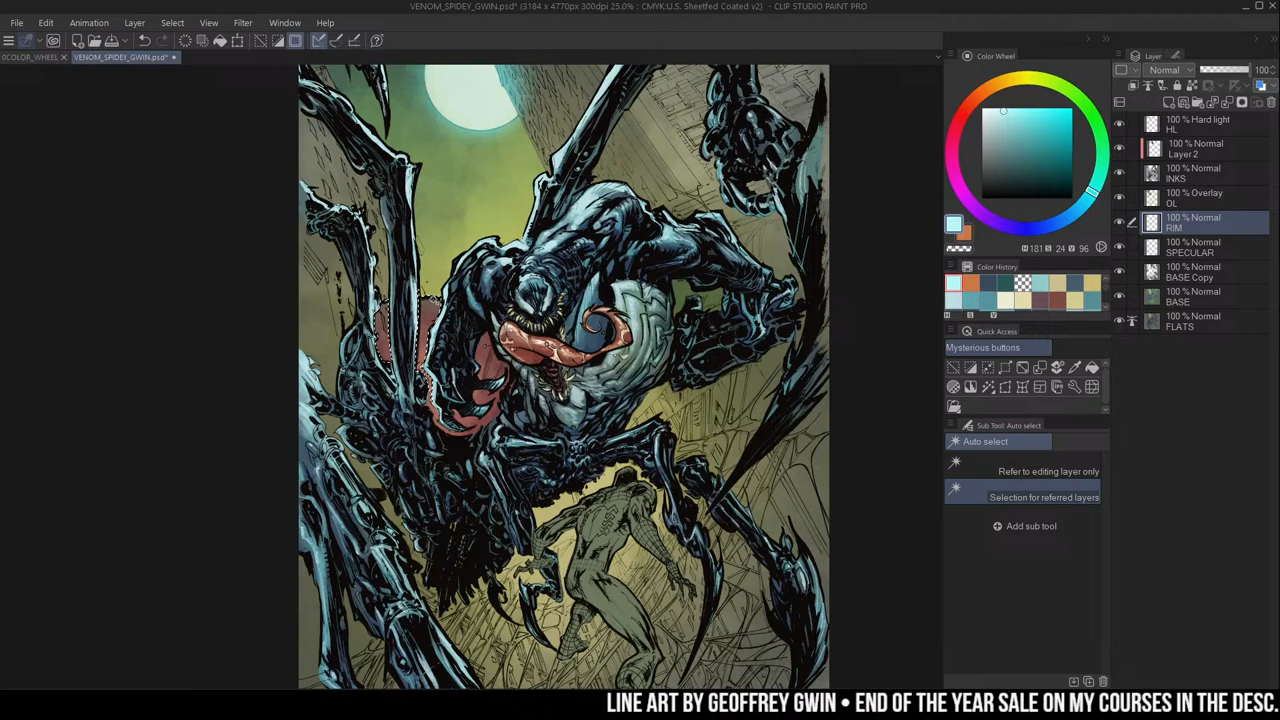 VENOM_SPIDEY_GWIN.psd* (3184 x 4770px 300dpi 25.0% : CMYK:U.S. Sheetfed Coated v2) - CLIP STUDIO PAINT PRO
File Edit Animation Layer Select View Filter Window Help
0COLOR_WHEEL VENOM_SPIDEY_GWIN.psd*
Color Wheel
H 181 S 24 V 96
Color History
H S V
Quick Access
Mysterious buttons
Sub Tool: Auto select
Auto select
Refer to editing layer only
Selection for referred layers
Add sub tool
Layer
Normal 100
100 % Hard light
HL
100 % Normal
Layer 2
100 % Normal
INKS
100 % Overlay
OL
100 % Normal
RIM
100 % Normal
SPECULAR
100 % Normal
BASE Copy
100 % Normal
BASE
100 % Normal
FLATS
LINE ART BY GEOFFREY GWIN • END OF THE YEAR SALE ON MY COURSES IN THE DESC.